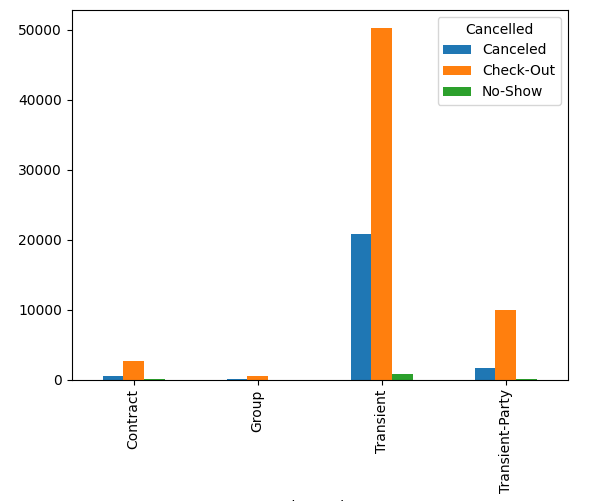 50000
40000
30000
20000
10000
0
Cancelled
Canceled
Check-Out
No-Show
Contract
Group
Transient
Transient-Party